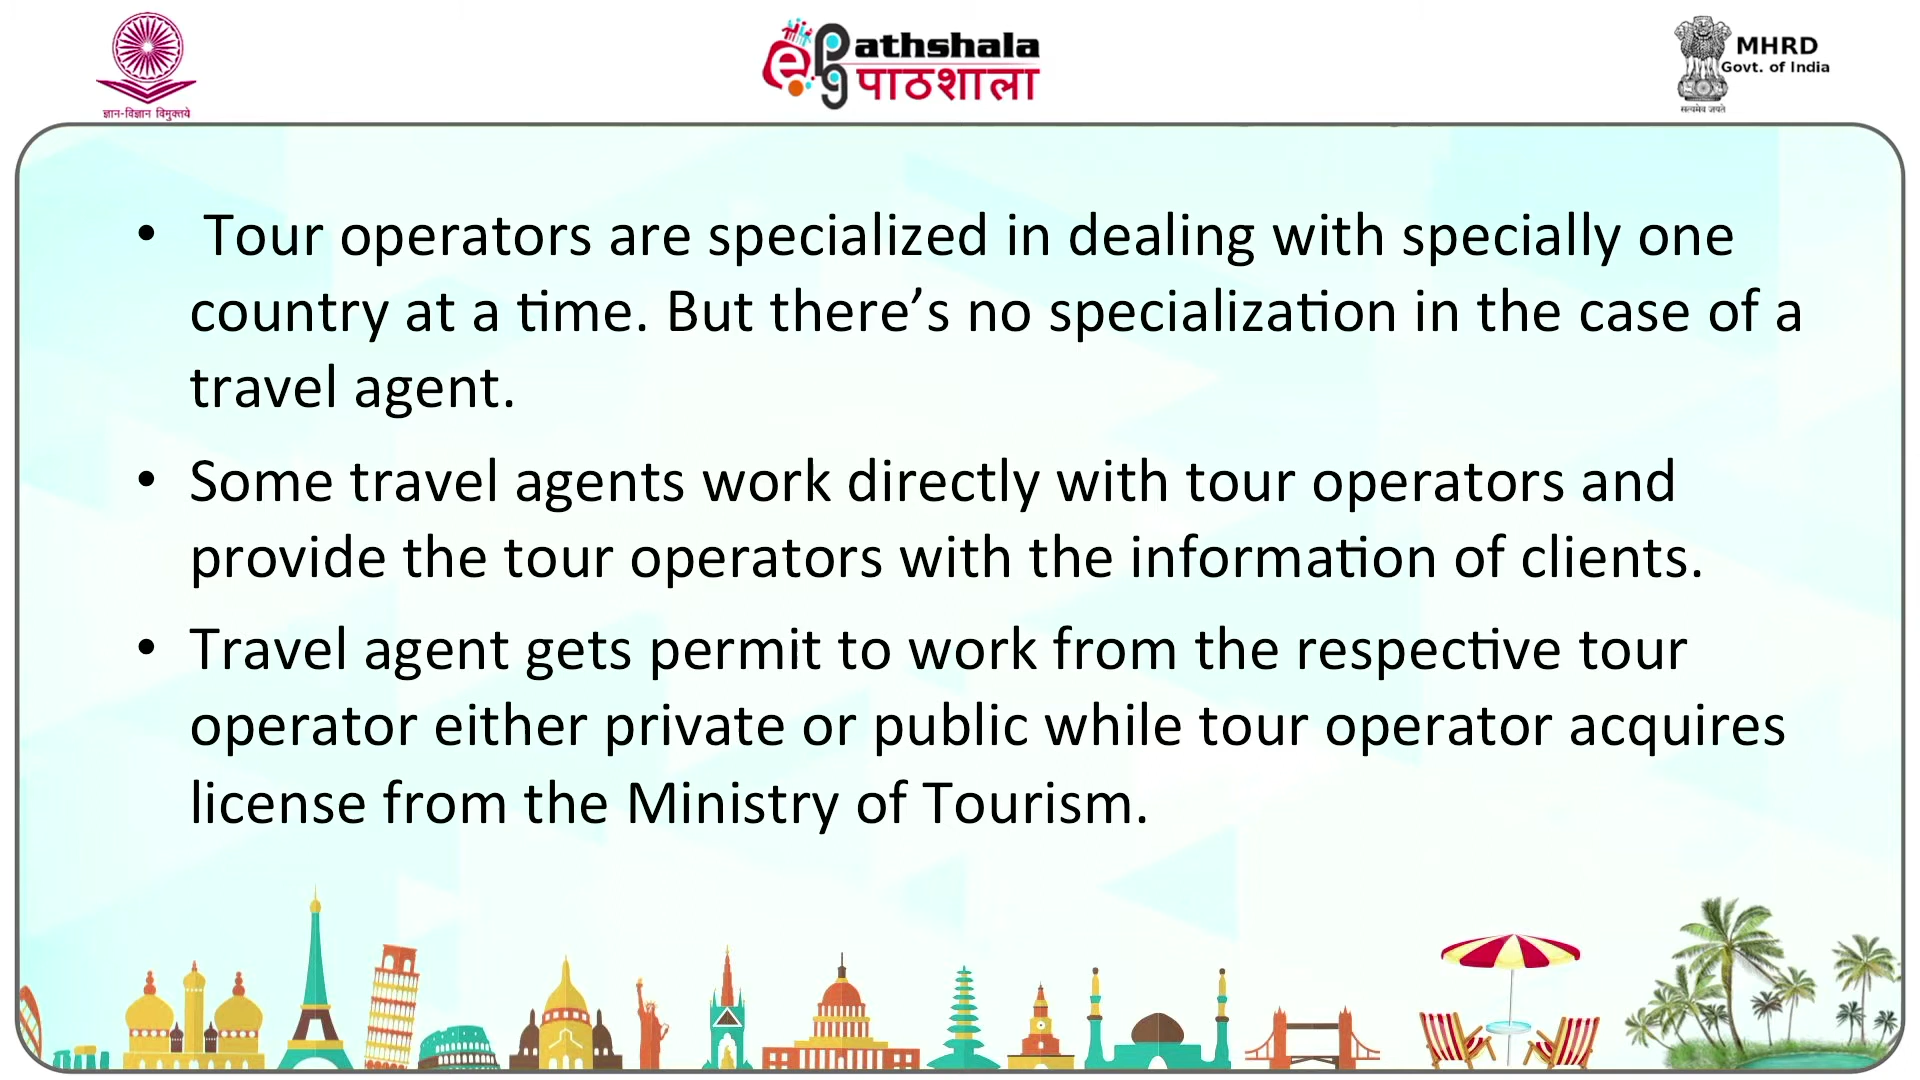 ज्ञान-विज्ञान विमुक्तये
ePG athshala
पाठशाला
MHRD
Govt. of India
सत्यमेव जयते
• Tour operators are specialized in dealing with specially one
country at a time. But there’s no specialization in the case of a
travel agent.
• Some travel agents work directly with tour operators and
provide the tour operators with the information of clients.
• Travel agent gets permit to work from the respective tour
operator either private or public while tour operator acquires
license from the Ministry of Tourism.